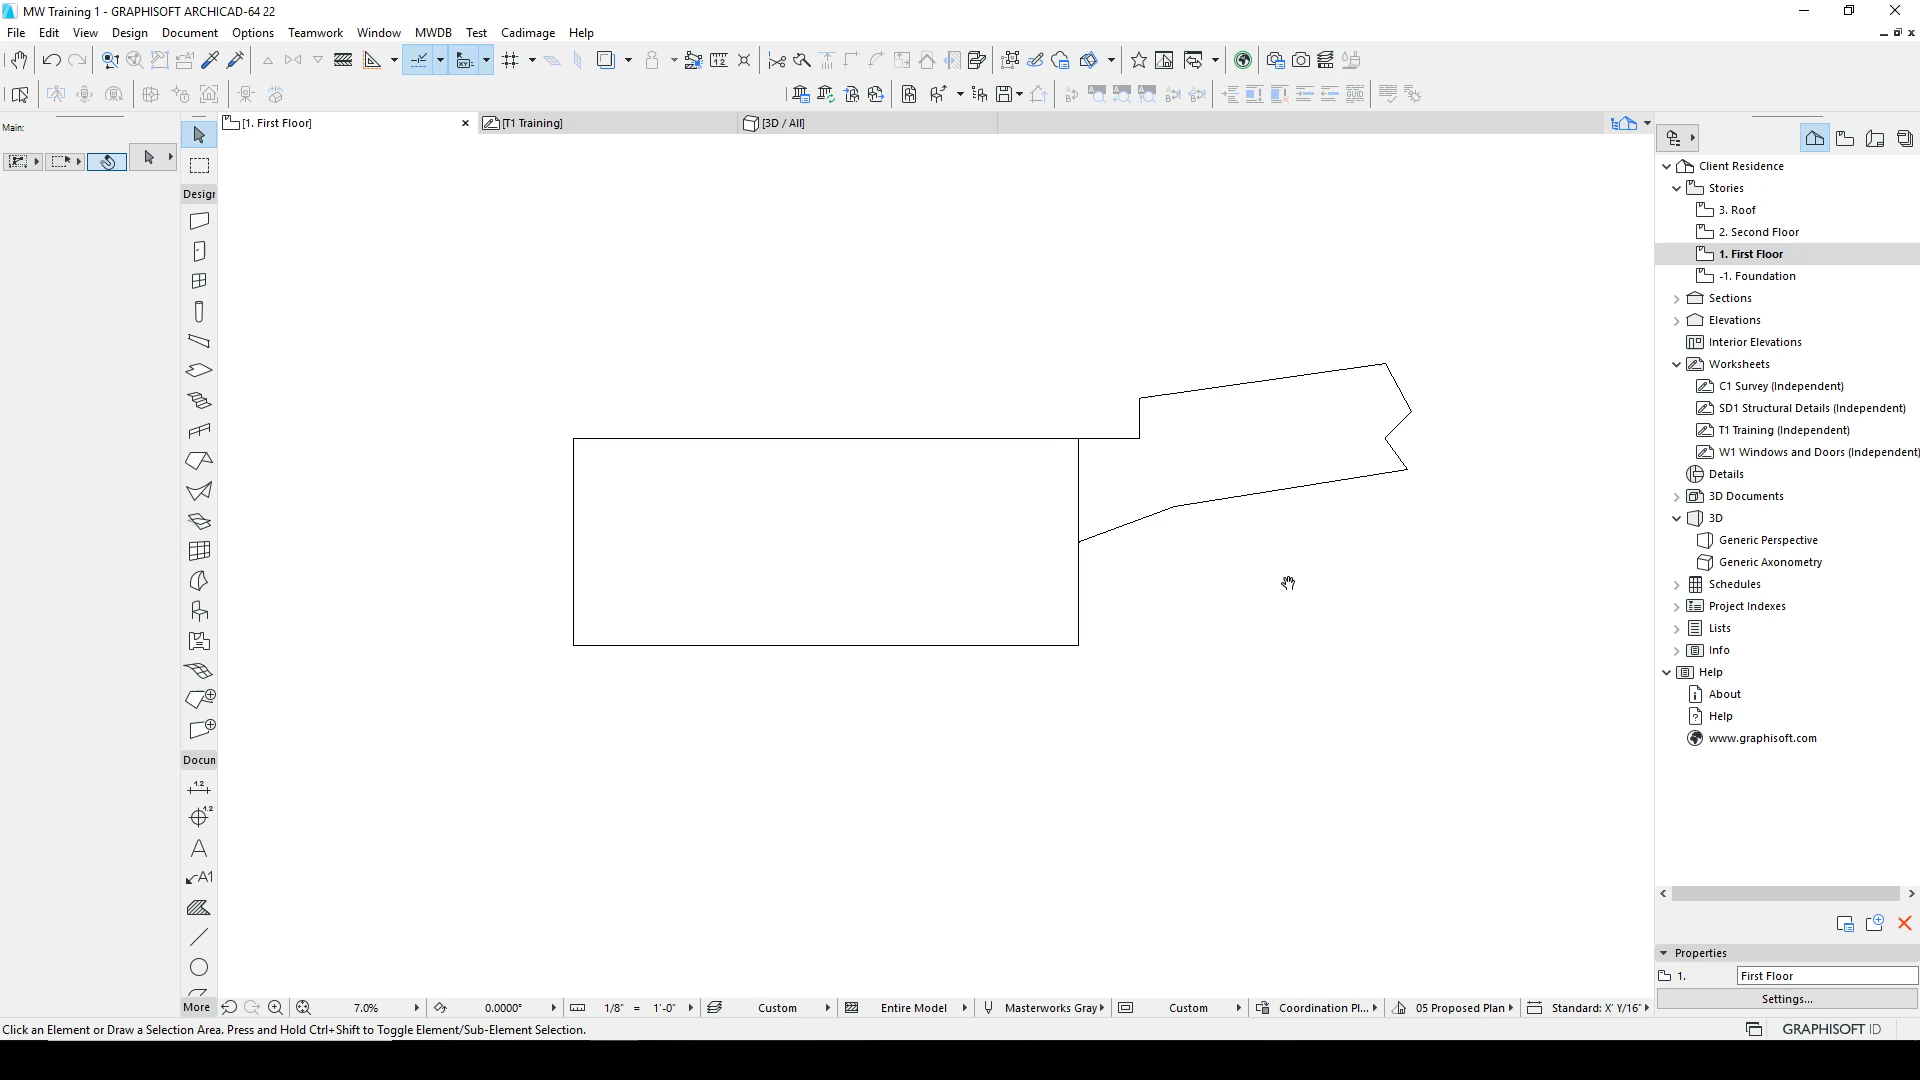 MW Training 1 - GRAPHISOFT ARCHICAD-64 22
File Edit View Design Document Options Teamwork Window MWDB Test Cadimage Help
Main:
[1. First Floor]
[T1 Training]
[3D / All]
Design
Docun
More
Client Residence
Stories
3. Roof
2. Second Floor
1. First Floor
-1. Foundation
Sections
Elevations
Interior Elevations
Worksheets
C1 Survey (Independent)
SD1 Structural Details (Independent)
T1 Training (Independent)
W1 Windows and Doors (Independent)
Details
3D Documents
3D
Generic Perspective
Generic Axonometry
Schedules
Project Indexes
Lists
Info
Help
About
Help
www.graphisoft.com
Properties
1. First Floor
Settings...
7.0% 0.0000° 1/8" = 1'-0" Custom Entire Model Masterworks Gray Custom Coordination Pl... 05 Proposed Plan Standard: X' Y/16"
Click an Element or Draw a Selection Area. Press and Hold Ctrl+Shift to Toggle Element/Sub-Element Selection.
GRAPHISOFT ID